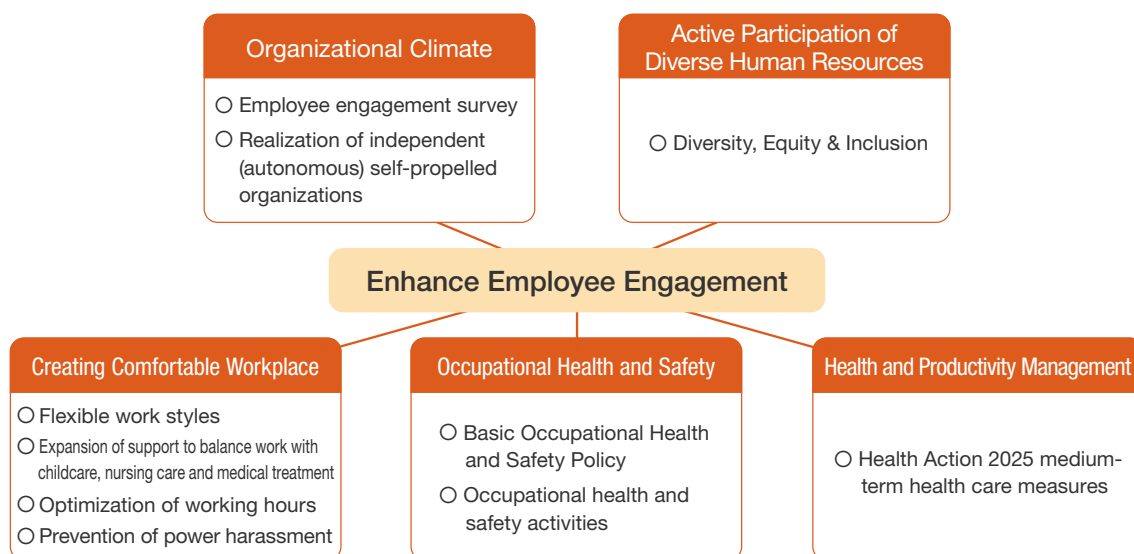 Organizational Climate
○ Employee engagement survey
○ Realization of independent
(autonomous) self-propelled
organizations
Active Participation of
Diverse Human Resources
○ Diversity, Equity & Inclusion
Enhance Employee Engagement
Creating Comfortable Workplace
○ Flexible work styles
○ Expansion of support to balance work with
childcare, nursing care and medical treatment
○ Optimization of working hours
○ Prevention of power harassment
Occupational Health and Safety
○ Basic Occupational Health
and Safety Policy
○ Occupational health and
safety activities
Health and Productivity Management
○ Health Action 2025 medium-
term health care measures